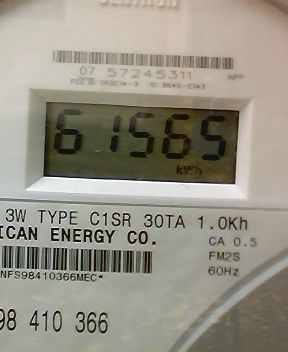 07 57245311 HPP
61565
kWh
3W TYPE C1SR 30TA 1.0Kh
ICAN ENERGY CO.
CA 0.5
FM2S
60Hz
NFS98410366MEC*
98 410 366